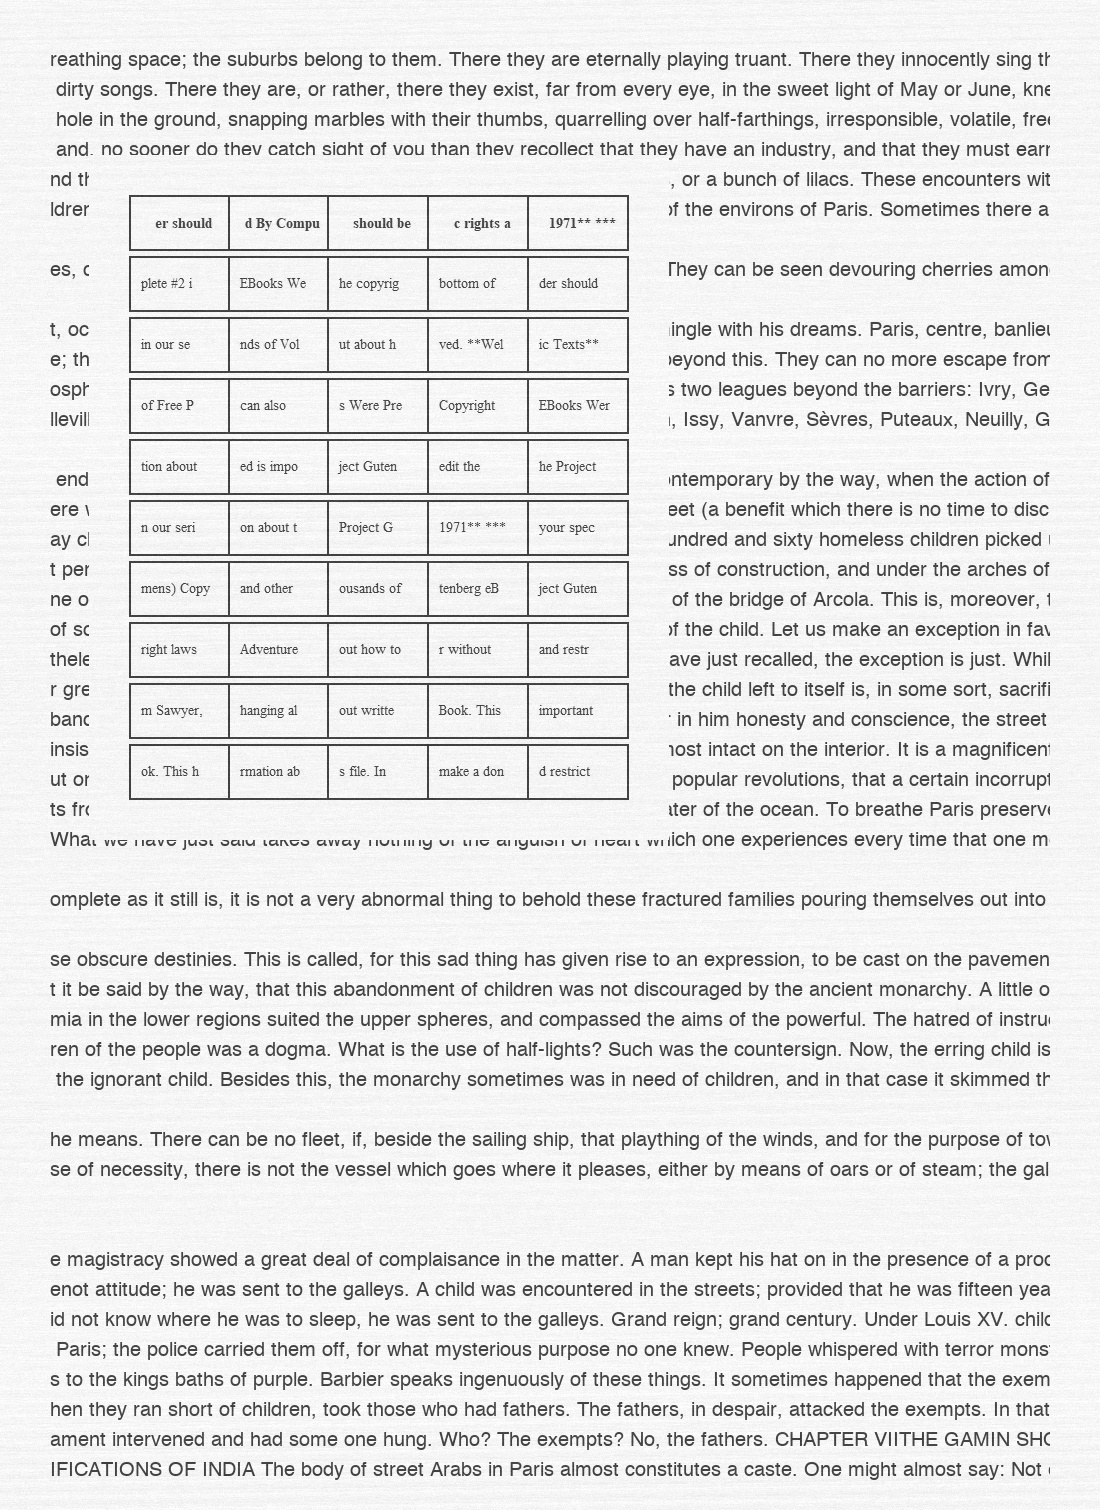 reathing space; the suburbs belong to them. There they are eternally playing truant. There they innocently sing
dirty songs. There they are, or rather, there they exist, far from every eye, in the sweet light of May or June,
hole in the ground, snapping marbles with their thumbs, quarrelling over half-farthings, irresponsible, volatile,
and, no sooner do they catch sight of you than they recollect that they have an industry, and that they must
nd , or a bunch of lilacs. These encounters
ldrer of the environs of Paris. Sometimes there a
er should d By Compu should be c rights a 1971** ***
es, They can be seen devouring cherries
plete #2 i EBooks We he copyrig bottom of der should
t, oc ingle with his dreams. Paris, centre,
in our se nds of Vol ut about h ved. **Wel ic Texts**
e; beyond this. They can no more escape from
osph s two leagues beyond the barriers: Ivry, Ge
of Free P can also s Were Pre Copyright EBooks Wer
, Issy, Vanvre, Sèvres, Puteaux, Neuilly, G
tion about ed is impo ject Guten edit the he Project
end ontemporary by the way, when the action of
ere eet (a benefit which there is no time to disc
n our seri on about t Project G 1971** *** your spec
ay undred and sixty homeless children picked
t per ss of construction, and under the arches of
mens) Copy and other ousands of tenberg eB ject Guten
ne of the bridge of Arcola. This is, moreover,
of of the child. Let us make an exception in fav
right laws Adventure out how to r without and restr
thele ave just recalled, the exception is just.
r gre the child left to itself is, in some sort,
m Sawyer, hanging al out writte Book. This important
in him honesty and conscience, the street
insis most intact on the interior. It is a magnificent
ok. This h rmation ab s file. In make a don d restrict
ut popular revolutions, that a certain
ts ater of the ocean. To breathe Paris
What we have just said takes away nothing of the anguish of heart which one experiences every time that one
omplete as it still is, it is not a very abnormal thing to behold these fractured families pouring themselves out into
se obscure destinies. This is called, for this sad thing has given rise to an expression, to be cast on the pavemen
t it be said by the way, that this abandonment of children was not discouraged by the ancient monarchy. A little
mia in the lower regions suited the upper spheres, and compassed the aims of the powerful. The hatred of
ren of the people was a dogma. What is the use of half-lights? Such was the countersign. Now, the erring child is
the ignorant child. Besides this, the monarchy sometimes was in need of children, and in that case it skimmed
he means. There can be no fleet, if, beside the sailing ship, that plaything of the winds, and for the purpose of
se of necessity, there is not the vessel which goes where it pleases, either by means of oars or of steam; the gal
e magistracy showed a great deal of complaisance in the matter. A man kept his hat on in the presence of a
enot attitude; he was sent to the galleys. A child was encountered in the streets; provided that he was fifteen yea
id not know where he was to sleep, he was sent to the galleys. Grand reign; grand century. Under Louis XV.
Paris; the police carried them off, for what mysterious purpose no one knew. People whispered with terror
s to the kings baths of purple. Barbier speaks ingenuously of these things. It sometimes happened that the exem
hen they ran short of children, took those who had fathers. The fathers, in despair, attacked the exempts. In that
ament intervened and had some one hung. Who? The exempts? No, the fathers. CHAPTER VIITHE GAMIN
IFICATIONS OF INDIA The body of street Arabs in Paris almost constitutes a caste. One might almost say: Not